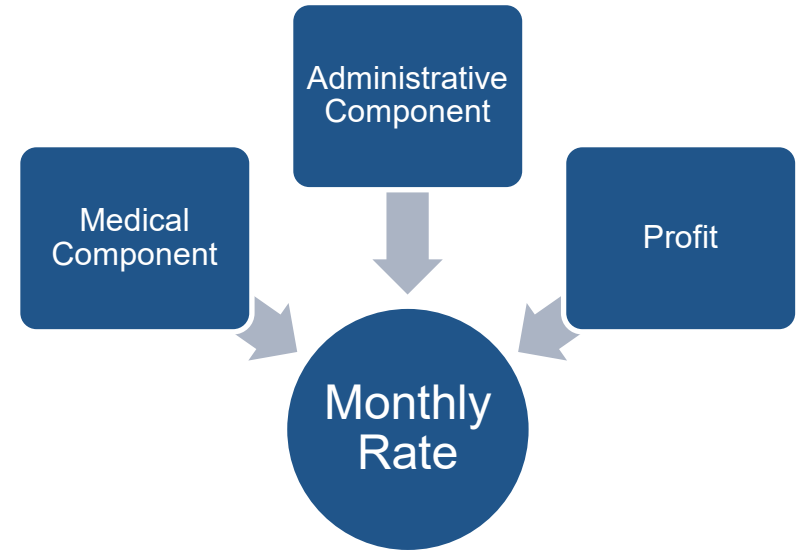 Administrative
Component
Medical
Component
Profit
Monthly
Rate